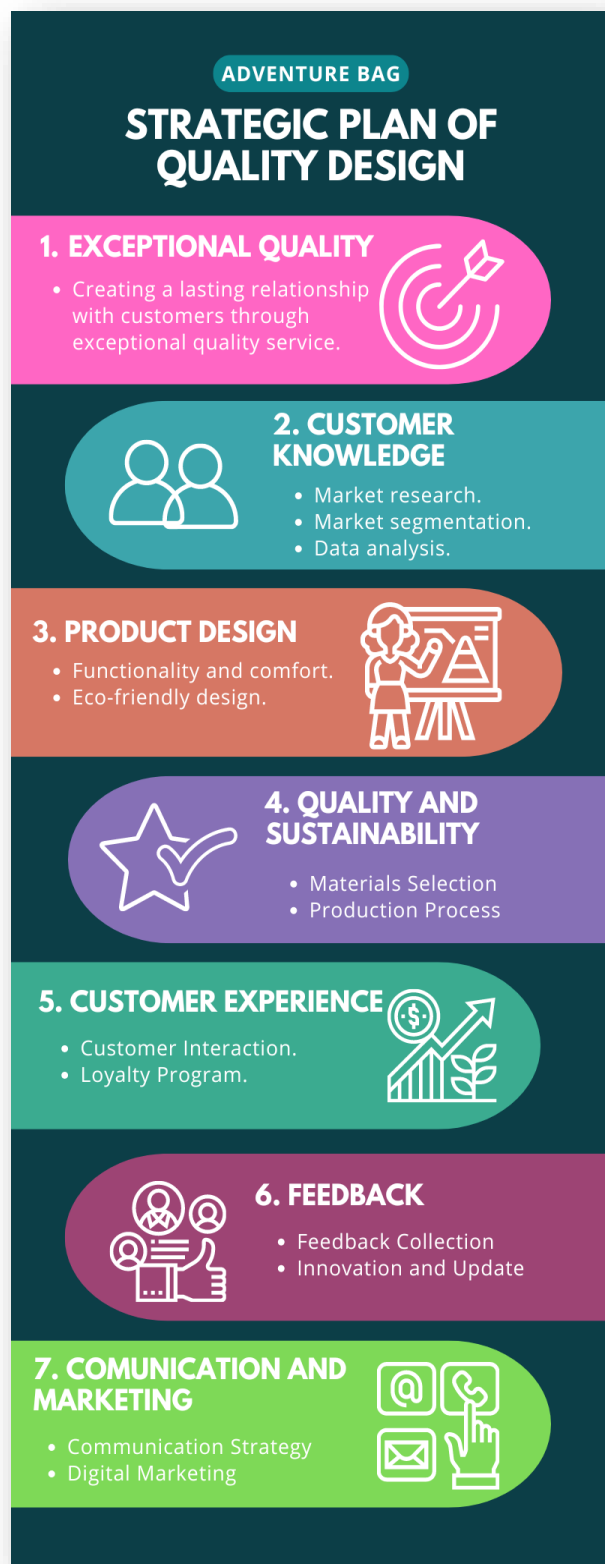 ADVENTURE BAG
STRATEGIC PLAN OF
QUALITY DESIGN
1. EXCEPTIONAL QUALITY
• Creating a lasting relationship
with customers through
exceptional quality service.
2. CUSTOMER
KNOWLEDGE
• Market research.
• Market segmentation.
• Data analysis.
3. PRODUCT DESIGN
• Functionality and comfort.
• Eco-friendly design.
4. QUALITY AND
SUSTAINABILITY
• Materials Selection
• Production Process
5. CUSTOMER EXPERIENCE
• Customer Interaction.
• Loyalty Program.
6. FEEDBACK
• Feedback Collection
• Innovation and Update
7. COMUNICATION AND
MARKETING
• Communication Strategy
• Digital Marketing